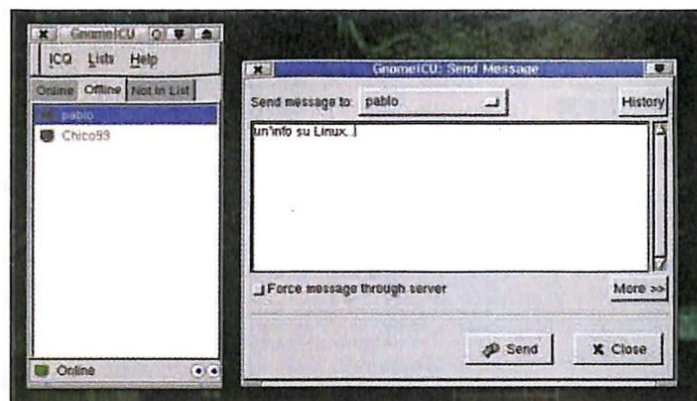 GnomeICU
ICQ Lists Help
Online Offline Not In List
pablo
Chico99
Online
GnomeICU: Send Message
Send message to: pablo History
un'info su Linux..
Force message through server More >>
Send Close